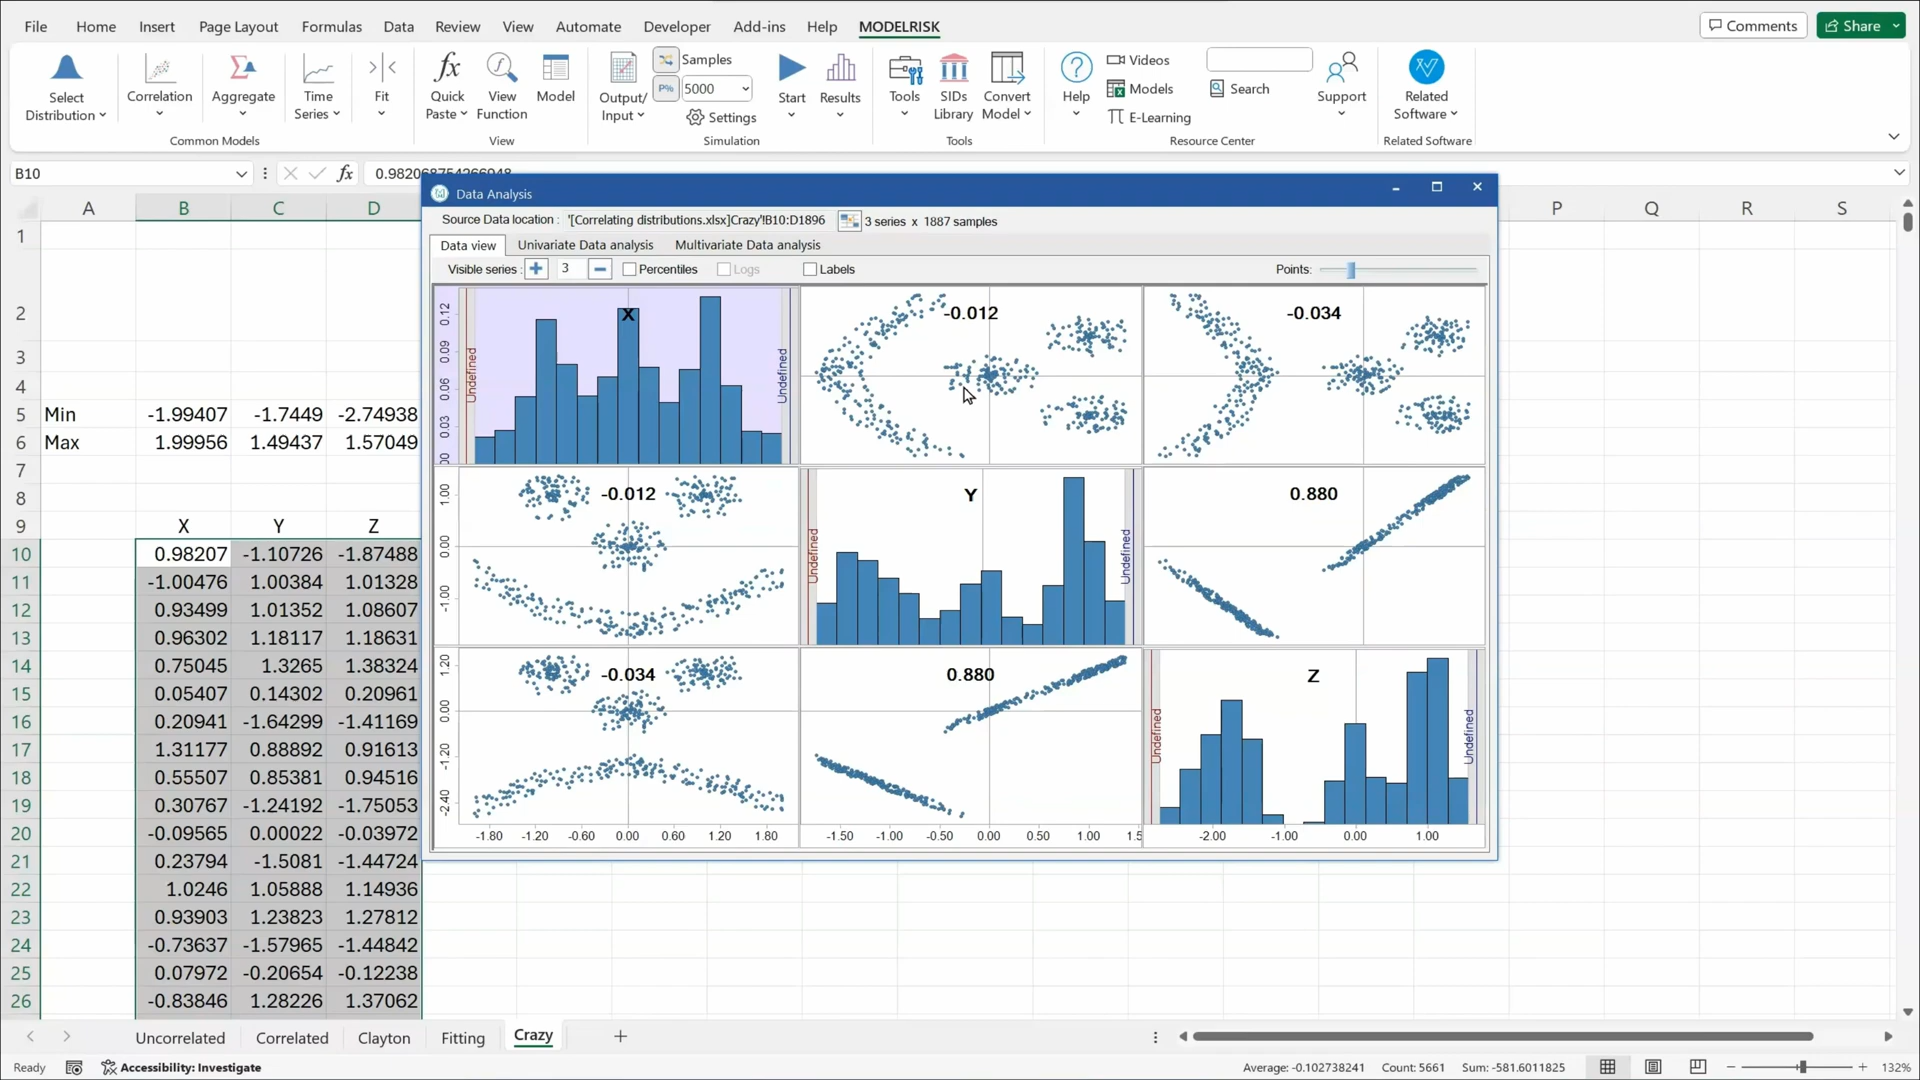 File Home Insert Page Layout Formulas Data Review View Automate Developer Add-ins Help MODELRISK Comments Share
Select Distribution
Correlation
Aggregate
Time Series
Fit
Common Models
Quick Paste
View Function
Model
View
Output/ Input
Samples
P% 5000
Settings
Start
Results
Simulation
Tools
SIDs Library
Convert Model
Tools
Help
Videos
Models
E-Learning
Search
Support
Resource Center
Related Software
Related Software
B10 fx 0.982068754266948
A B C D P Q R S
Data Analysis
Source Data location : '[Correlating distributions.xlsx]Crazy'!B10:D1896 3 series x 1887 samples
Data view Univariate Data analysis Multivariate Data analysis
Visible series : 3 Percentiles Logs Labels Points:
0.12 0.09 0.06 0.03 00
Undefined X Undefined
-0.012
-0.034
1.00 0.00 -1.00
-0.012
Undefined Y Undefined
0.880
1.20 0.00 -1.20 -2.40
-0.034
0.880
Undefined Z Undefined
-1.80 -1.20 -0.60 0.00 0.60 1.20 1.80
-1.50 -1.00 -0.50 0.00 0.50 1.00 1.5
-2.00 -1.00 0.00 1.00
1
2
3
4
5 Min -1.99407 -1.7449 -2.74938
6 Max 1.99956 1.49437 1.57049
7
8
9 X Y Z
10 0.98207 -1.10726 -1.87488
11 -1.00476 1.00384 1.01328
12 0.93499 1.01352 1.08607
13 0.96302 1.18117 1.18631
14 0.75045 1.3265 1.38324
15 0.05407 0.14302 0.20961
16 0.20941 -1.64299 -1.41169
17 1.31177 0.88892 0.91613
18 0.55507 0.85381 0.94516
19 0.30767 -1.24192 -1.75053
20 -0.09565 0.00022 -0.03972
21 0.23794 -1.5081 -1.44724
22 1.0246 1.05888 1.14936
23 0.93903 1.23823 1.27812
24 -0.73637 -1.57965 -1.44842
25 0.07972 -0.20654 -0.12238
26 -0.83846 1.28226 1.37062
Uncorrelated Correlated Clayton Fitting Crazy
Ready Accessibility: Investigate Average: -0.102738241 Count: 5661 Sum: -581.6011825 132%